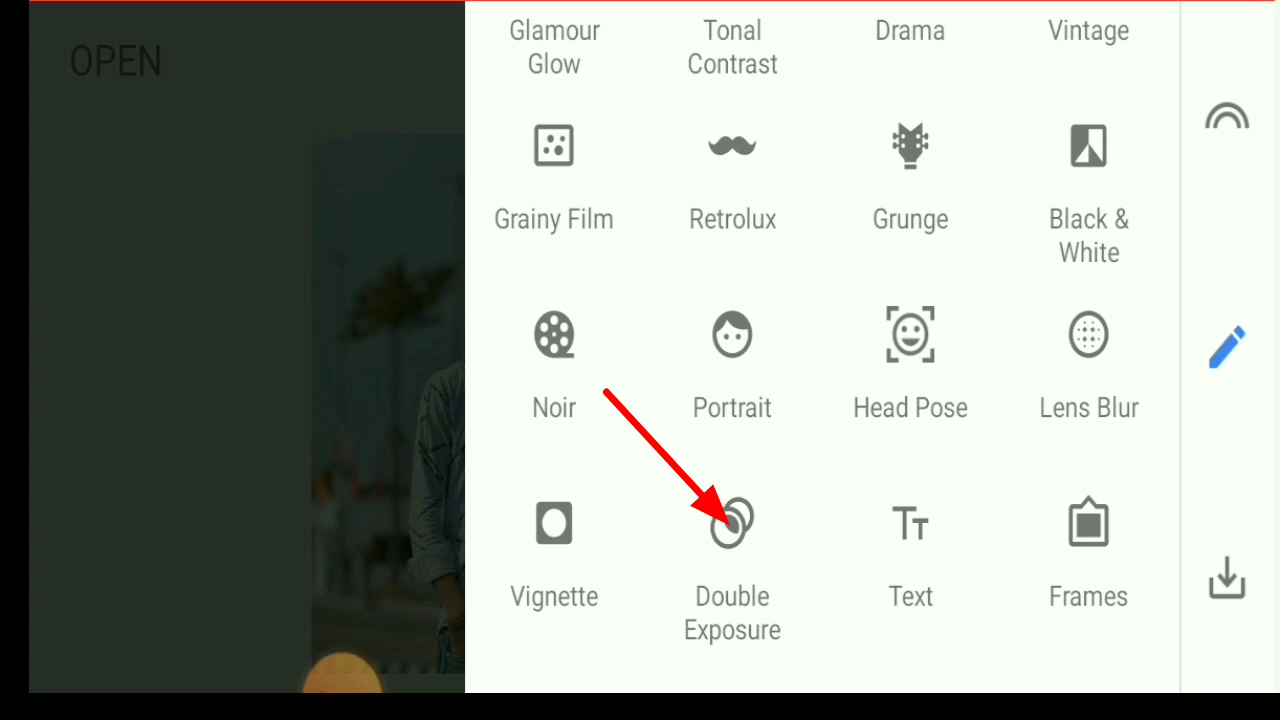 OPEN
Glamour Glow
Tonal Contrast
Drama
Vintage
Grainy Film
Retrolux
Grunge
Black & White
Noir
Portrait
Head Pose
Lens Blur
Vignette
Double Exposure
Text
Frames